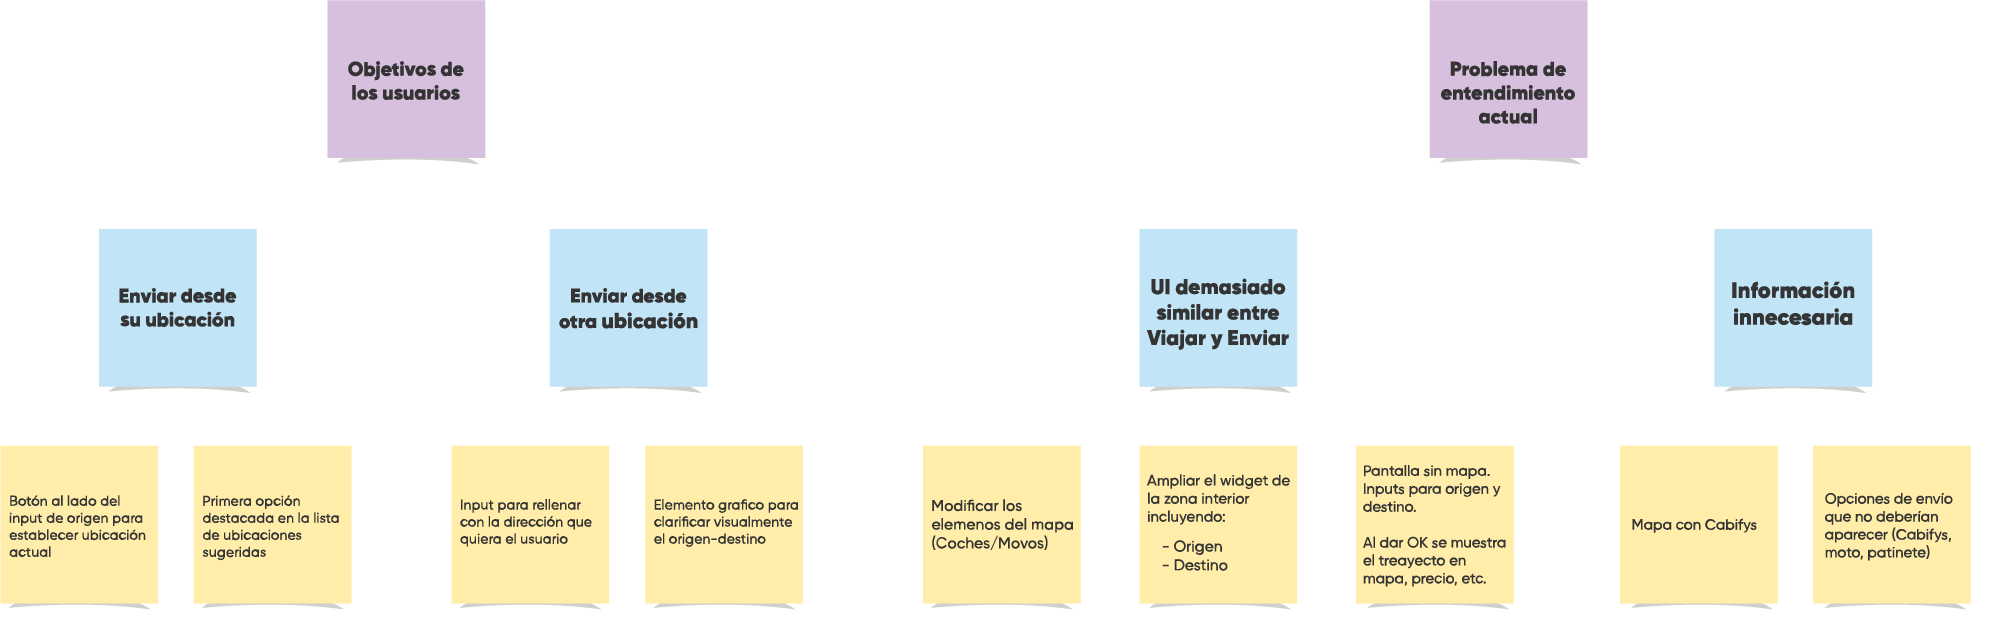 Objetivos de
los usuarios
Problema de
entendimiento
actual
Enviar desde
su ubicación
Enviar desde
otra ubicación
UI demasiado
similar entre
Viajar y Enviar
Información
innecesaria
Botón al lado del
input de origen para
establecer ubicación
actual
Primera opción
destacada en la lista
de ubicaciones
sugeridas
Input para rellenar
con la dirección que
quiera el usuario
Elemento grafico para
clarificar visualmente
el origen-destino
Modificar los
elemenos del mapa
(Coches/Movos)
Ampliar el widget de
la zona interior
incluyendo:
- Origen
- Destino
Pantalla sin mapa.
Inputs para origen y
destino.
Al dar OK se muestra
el treayecto en
mapa, precio, etc.
Mapa con Cabifys
Opciones de envío
que no deberían
aparecer (Cabifys,
moto, patinete)